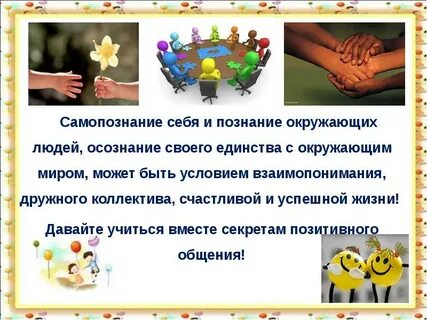 Самопознание себя и познание окружающих
людей, осознание своего единства с окружающим
миром, может быть условием взаимопонимания,
дружного коллектива, счастливой и успешной жизни!
Давайте учиться вместе секретам позитивного
общения!